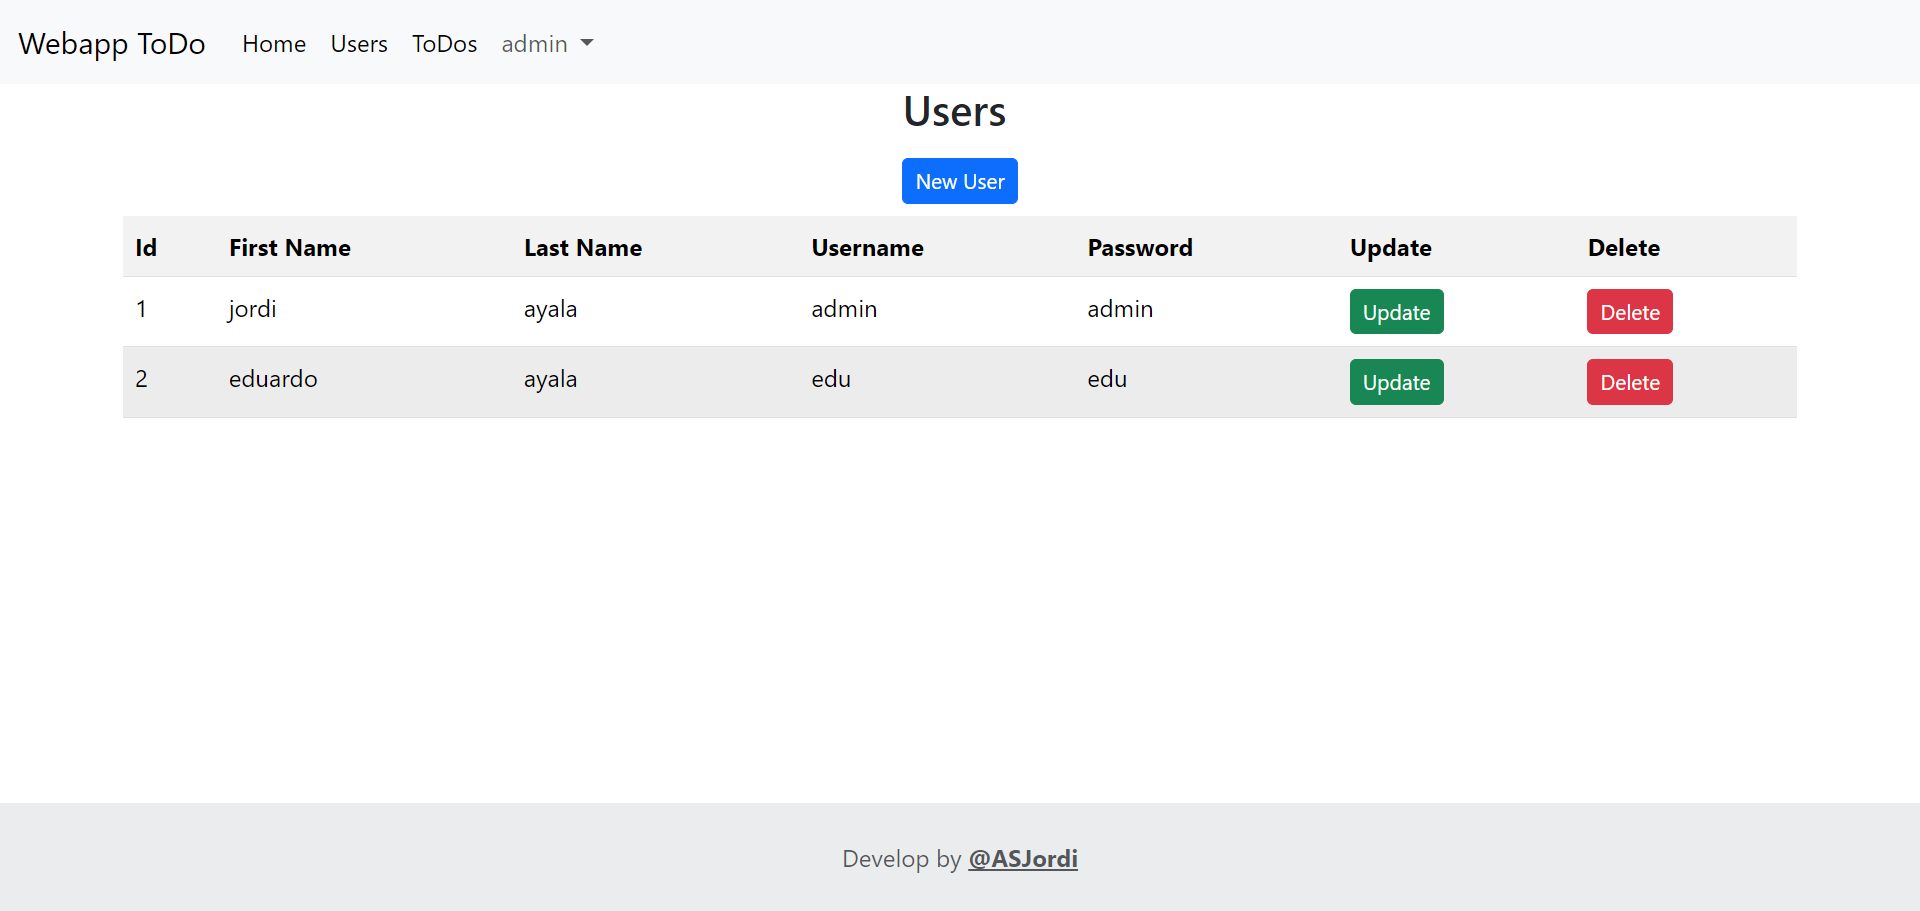 Webapp ToDo Home Users ToDos admin
Users
New User
Id First Name Last Name Username Password Update Delete
1 jordi ayala admin admin Update Delete
2 eduardo ayala edu edu Update Delete
Develop by @ASJordi